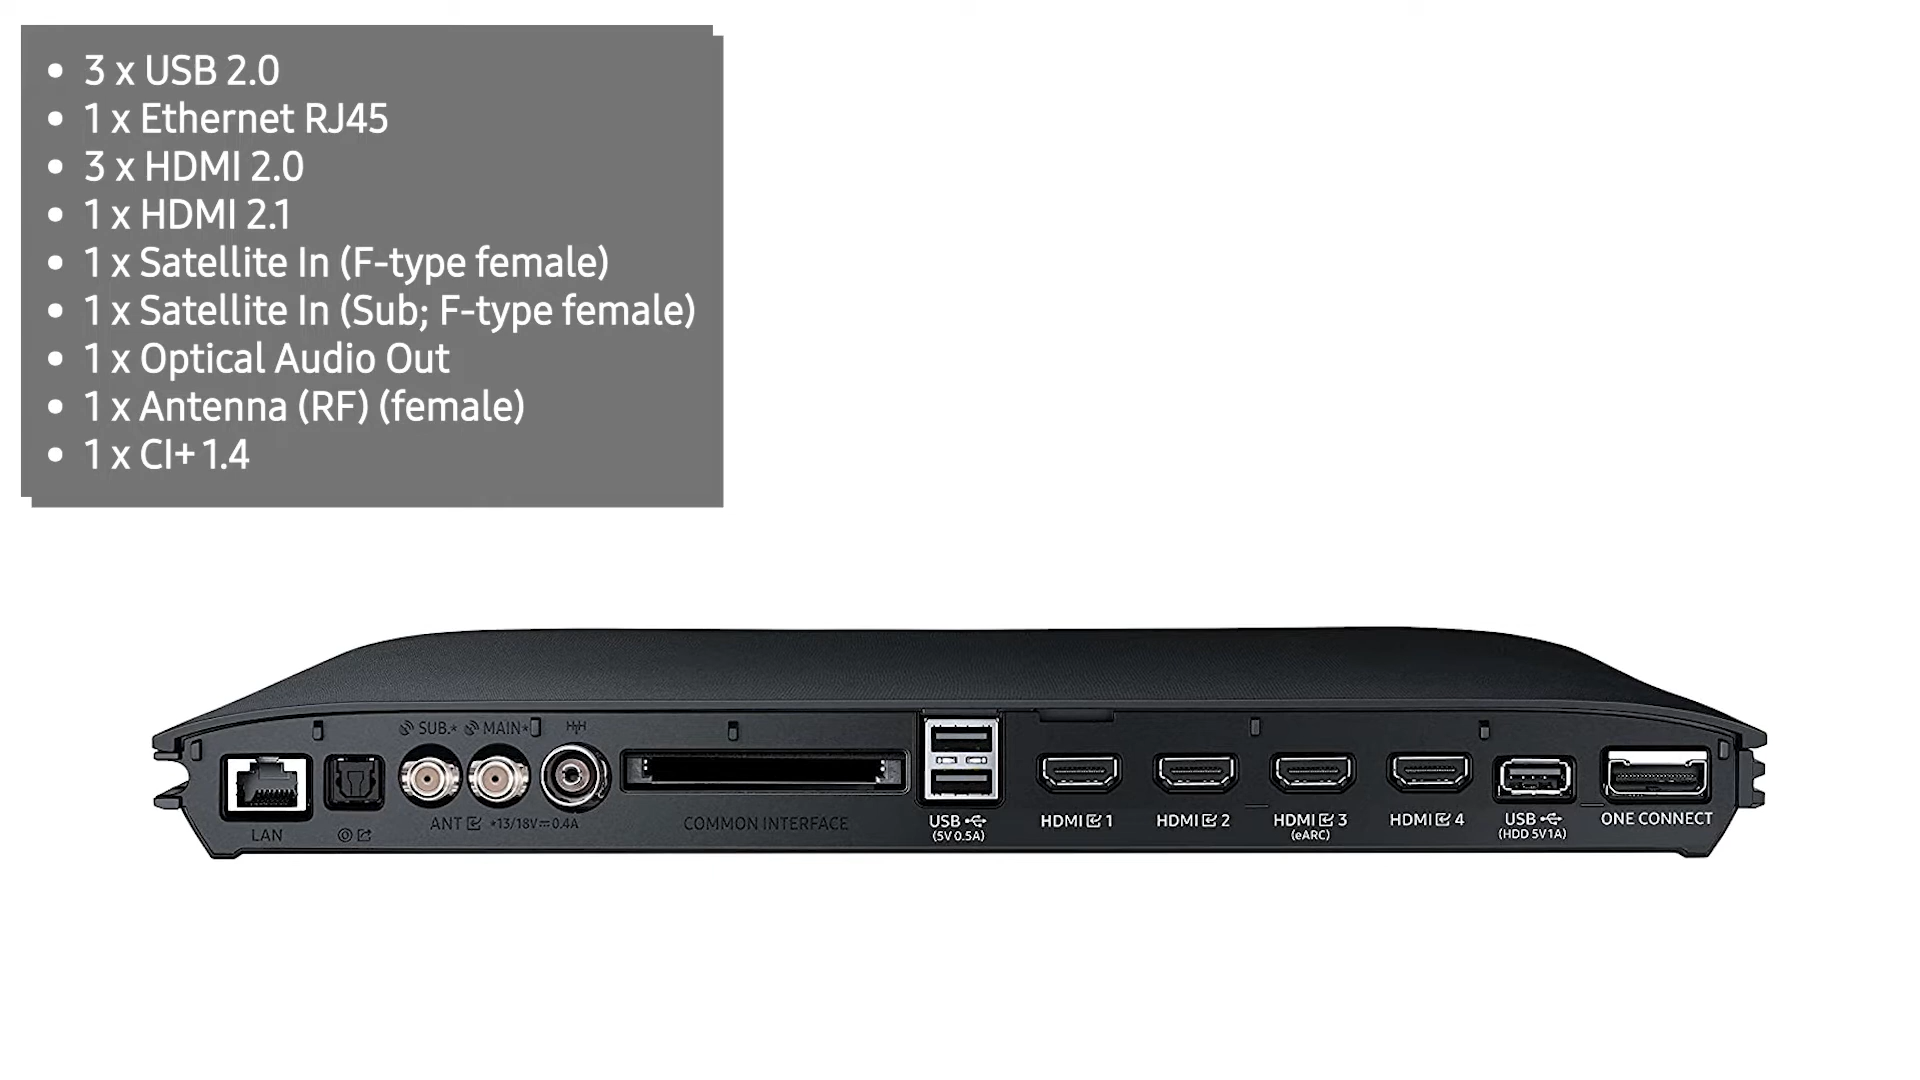 • 3 x USB 2.0
• 1 x Ethernet RJ45
• 3 x HDMI 2.0
• 1 x HDMI 2.1
• 1 x Satellite In (F-type female)
• 1 x Satellite In (Sub; F-type female)
• 1 x Optical Audio Out
• 1 x Antenna (RF) (female)
• 1 x CI+ 1.4
SUB.* MAIN*
LAN
ANT *13/18V⎓0.4A
COMMON INTERFACE
USB
(5V 0.5A)
HDMI 1
HDMI 2
HDMI 3
(eARC)
HDMI 4
USB
(HDD 5V 1A)
ONE CONNECT